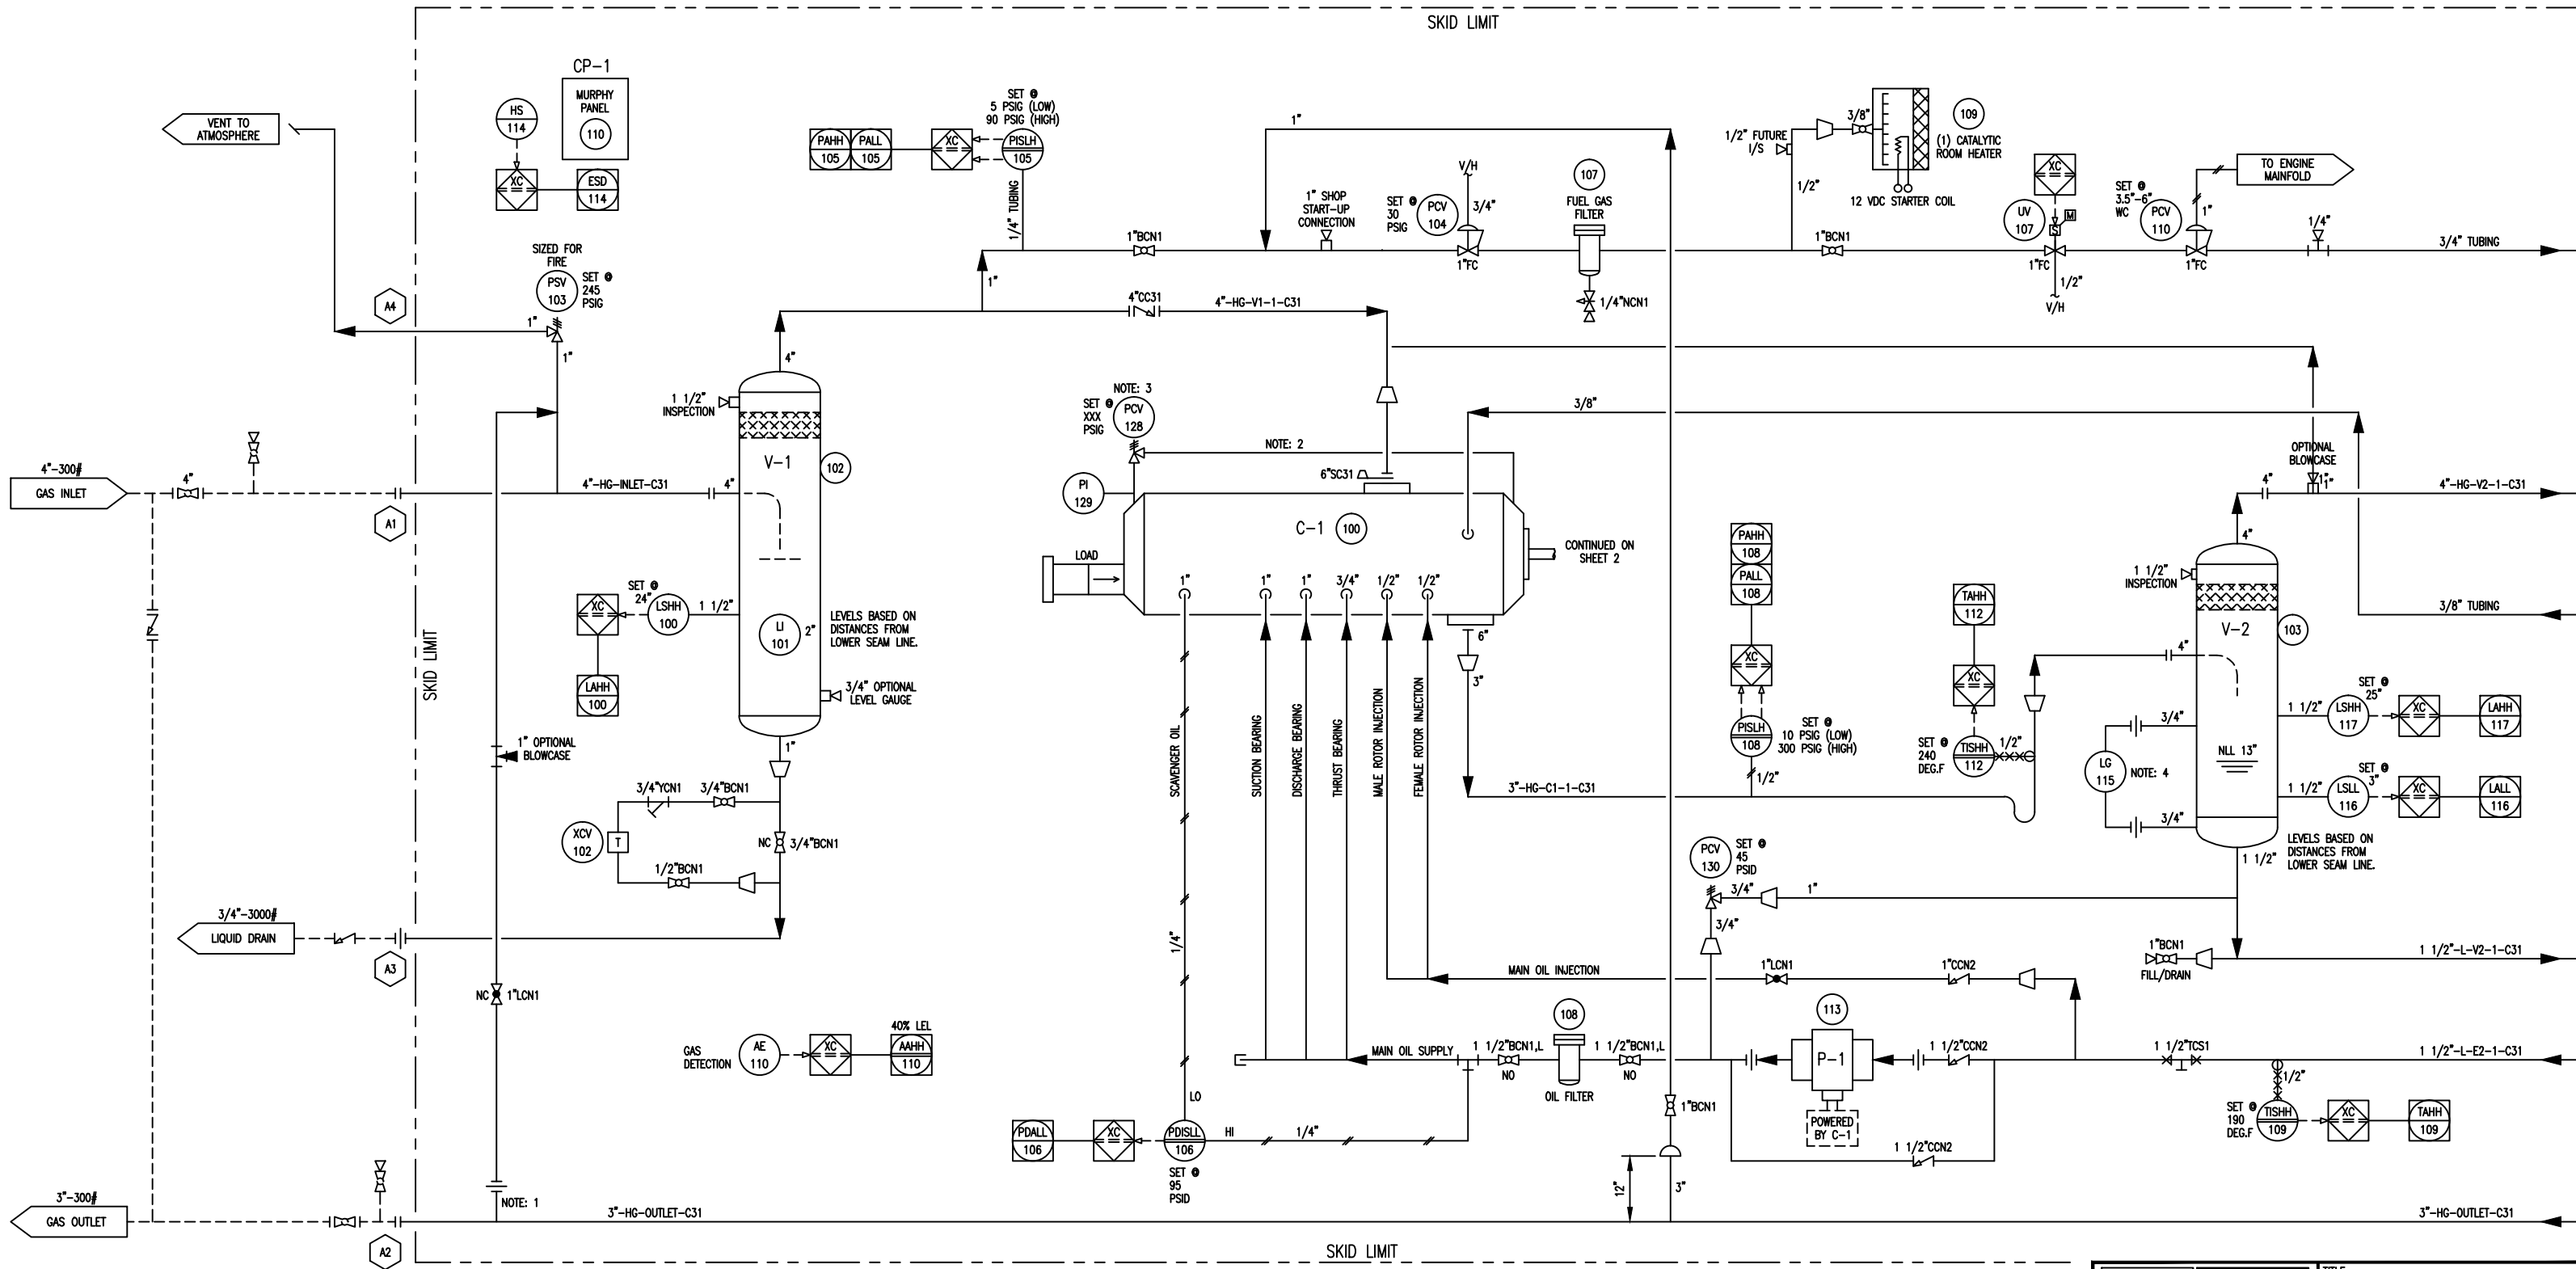 SKID LIMIT
CP-1
MURPHY
PANEL
110
HS
114
XC
ESD
114
VENT TO
ATMOSPHERE
SIZED FOR
FIRE
PSV
103
SET @
245
PSIG
A4
1"
1"
SET @
5 PSIG (LOW)
90 PSIG (HIGH)
PAHH
105
PALL
105
XC
PISLH
105
1/4" TUBING
1"
1"
1"BCN1
1" SHOP
START-UP
CONNECTION
V/H
SET @
30
PSIG
PCV
104
3/4"
1"FC
107
FUEL GAS
FILTER
1/4"NCN1
1/2" FUTURE
I/S
3/8"
1/2"
109
(1) CATALYTIC
ROOM HEATER
12 VDC STARTER COIL
1"BCN1
XC
UV
107
M
S
1"FC
1/2"
V/H
SET @
3.5"-6"
WC
PCV
110
1"
1"FC
TO ENGINE
MAINFOLD
1/4"
3/4" TUBING
4"CC31
4"-HG-V1-1-C31
4"
1 1/2"
INSPECTION
V-1
102
4"-300#
GAS INLET
4"
A1
4"-HG-INLET-C31
4"
SET @
24"
XC
LSHH
100
1 1/2"
LAHH
100
LI
101
2"
LEVELS BASED ON
DISTANCES FROM
LOWER SEAM LINE.
3/4" OPTIONAL
LEVEL GAUGE
SKID LIMIT
1" OPTIONAL
BLOWCASE
1"
3/4"YCN1
3/4"BCN1
XCV
102
T
NC
3/4"BCN1
1/2"BCN1
3/4"-3000#
LIQUID DRAIN
A3
NC
1"LCN1
GAS
DETECTION
AE
110
XC
40% LEL
AAHH
110
3"-300#
GAS OUTLET
A2
NOTE: 1
3"-HG-OUTLET-C31
NOTE: 3
SET @
XXX
PSIG
PCV
128
NOTE: 2
PI
129
6"SC31
C-1
100
LOAD
CONTINUED ON
SHEET 2
3/8"
1"
1"
1"
3/4"
1/2"
1/2"
6"
3"
SCAVENGER OIL
SUCTION BEARING
DISCHARGE BEARING
THRUST BEARING
MALE ROTOR INJECTION
FEMALE ROTOR INJECTION
3"-HG-C1-1-C31
1/4"
PAHH
108
PALL
108
XC
PISLH
108
SET @
10 PSIG (LOW)
300 PSIG (HIGH)
1/2"
TAHH
112
XC
SET @
240
DEG.F
TISHH
112
1/2"
OPTIONAL
BLOWCASE
4"
1"
1"
4"-HG-V2-1-C31
4"
1 1/2"
INSPECTION
V-2
103
3/8" TUBING
4"
SET @
25"
1 1/2"
LSHH
117
XC
LAHH
117
3/4"
LG
115
NOTE: 4
NLL 13"
3/4"
SET @
3"
1 1/2"
LSLL
116
XC
LALL
116
LEVELS BASED ON
DISTANCES FROM
LOWER SEAM LINE.
1 1/2"
PCV
130
SET @
45
PSID
3/4"
1"
3/4"
1"BCN1
FILL/DRAIN
1 1/2"-L-V2-1-C31
MAIN OIL INJECTION
1"LCN1
1"CCN2
108
OIL FILTER
MAIN OIL SUPPLY
1 1/2"BCN1,L
NO
1 1/2"BCN1,L
NO
113
P-1
POWERED
BY C-1
1 1/2"CCN2
1 1/2"CCN2
1 1/2"TCS1
1 1/2"-L-E2-1-C31
1/2"
SET @
190
DEG.F
TISHH
109
XC
TAHH
109
LO
PDALL
106
XC
PDISLL
106
HI
1/4"
SET @
95
PSID
1"BCN1
12"
3"
3"-HG-OUTLET-C31
SKID LIMIT